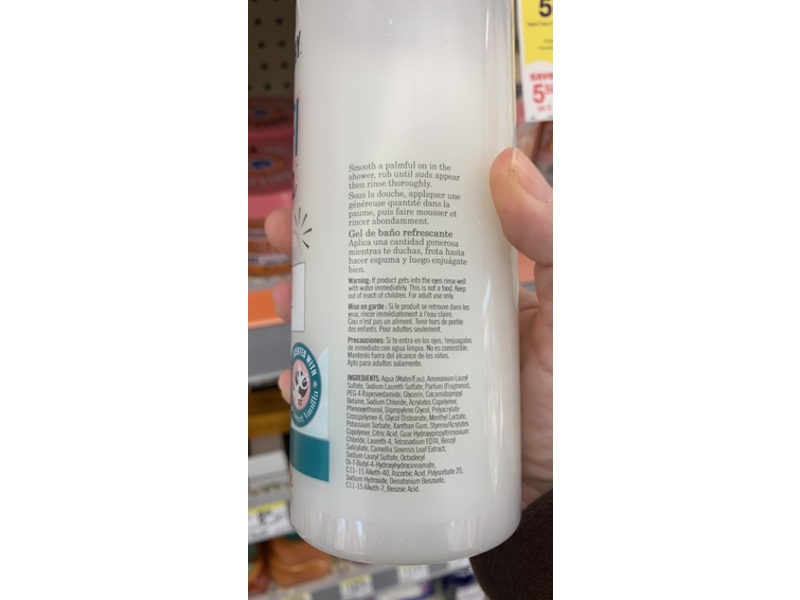 Smooth a palmful on in the
shower, rub until suds appear
then rinse thoroughly.
Sous la douche, appliquer une
généreuse quantité dans la
paume, puis faire mousser et
rincer abondamment.
Gel de baño refrescante
Aplica una cantidad generosa
mientras te duchas, frota hasta
hacer espuma y luego enjuágate
bien.
Warning: If product gets into the eyes rinse well
with water immediately. This is not a food. Keep
out of reach of children. For adult use only.
Mise en garde : Si le produit se retrouve dans les
yeux, rincer immédiatement à l'eau claire.
Ceci n'est pas un aliment. Tenir hors de portée
des enfants. Pour adultes seulement.
Precauciones: Si te entra en los ojos, !enjuagalos
de inmediato con agua limpia. No es comestible.
Mantenlo fuera del alcance de los niños.
Apto para adultos solamente.
INGREDIENTS: Aqua (Water/Eau), Ammonium Lauryl
Sulfate, Sodium Laureth Sulfate, Parfum (Fragrance),
PEG-4 Rapeseedamide, Glycerin, Cocamidopropyl
Betaine, Sodium Chloride, Acrylates Copolymer,
Phenoxyethanol, Dipropylene Glycol, Polyacrylate
Crosspolymer-6, Glycol Distearate, Menthyl Lactate,
Potassium Sorbate, Xanthan Gum, Styrene/Acrylates
Copolymer, Citric Acid, Guar Hydroxypropyltrimonium
Chloride, Laureth-4, Tetrasodium EDTA, Benzyl
Salicylate, Camellia Sinensis Leaf Extract,
Sodium Lauryl Sulfate, Octadecyl
Di-T-Butyl-4-Hydroxyhydrocinnamate,
C11-15 Alketh-40, Ascorbic Acid, Polysorbate 20,
Sodium Hydroxide, Denatonium Benzoate,
C11-15 Alketh-7, Benzoic Acid.
WITH
Vanilla
5